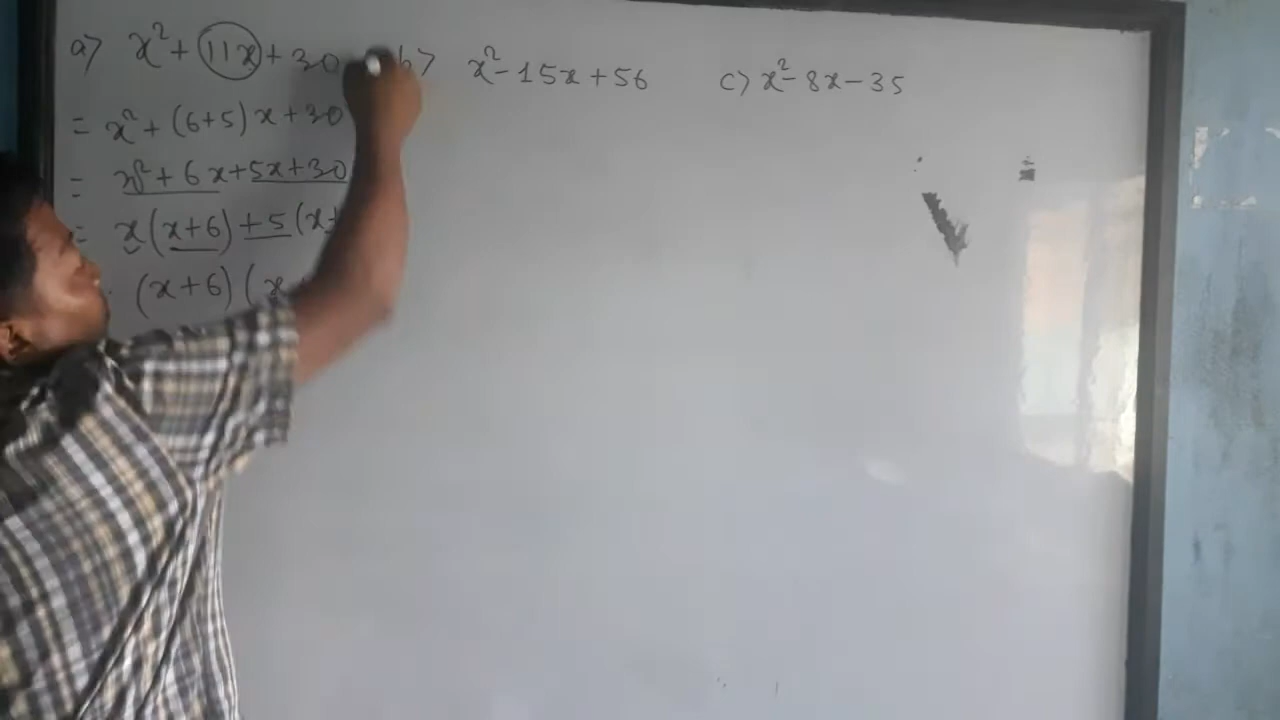 a) x² + 11x + 30 b) x² - 15x + 56 c) x² - 8x - 35
= x² + (6+5) x + 30
= x² + 6x + 5x + 30
= x (x+6) + 5 (x+
(x+6) (x